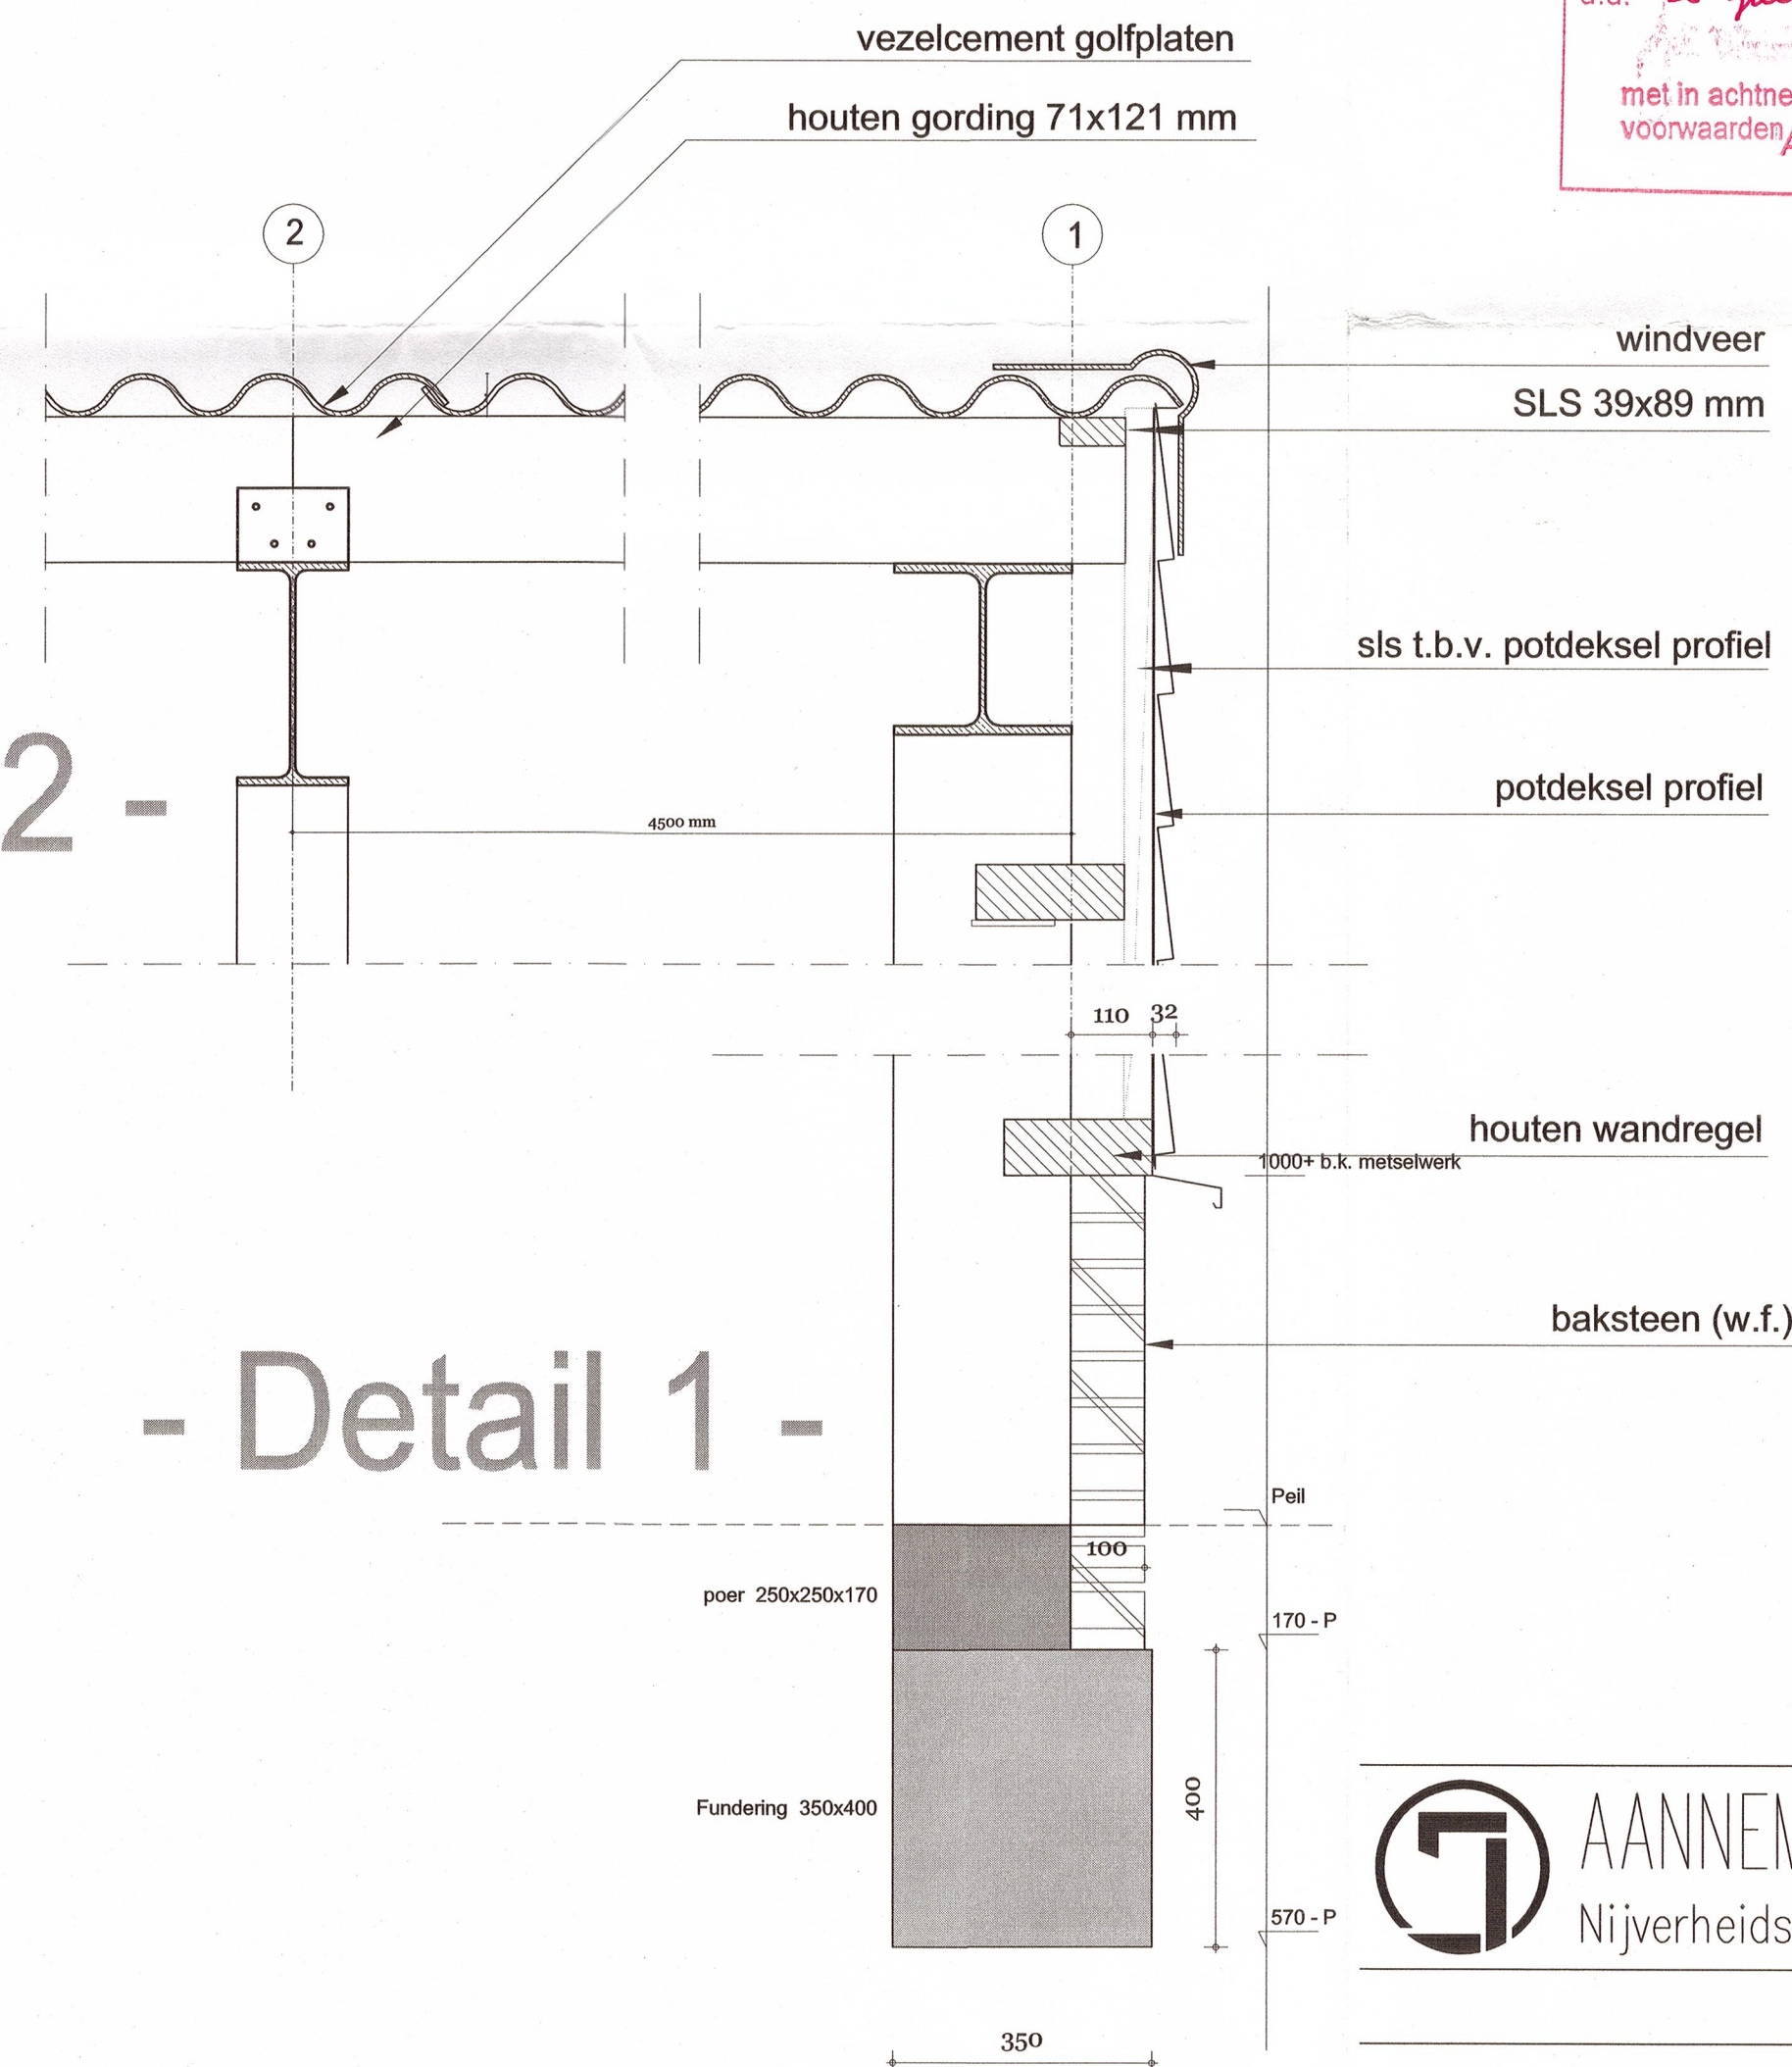 vezelcement golfplaten
houten gording 71x121 mm
met in achtne
voorwaarden
2
1
windveer
SLS 39x89 mm
sls t.b.v. potdeksel profiel
2 -
potdeksel profiel
4500 mm
110 32
houten wandregel
1000+ b.k. metselwerk
baksteen (w.f.)
- Detail 1 -
Peil
100
poer 250x250x170
170 - P
400
Fundering 350x400
AANNEM
Nijverheids
570 - P
350